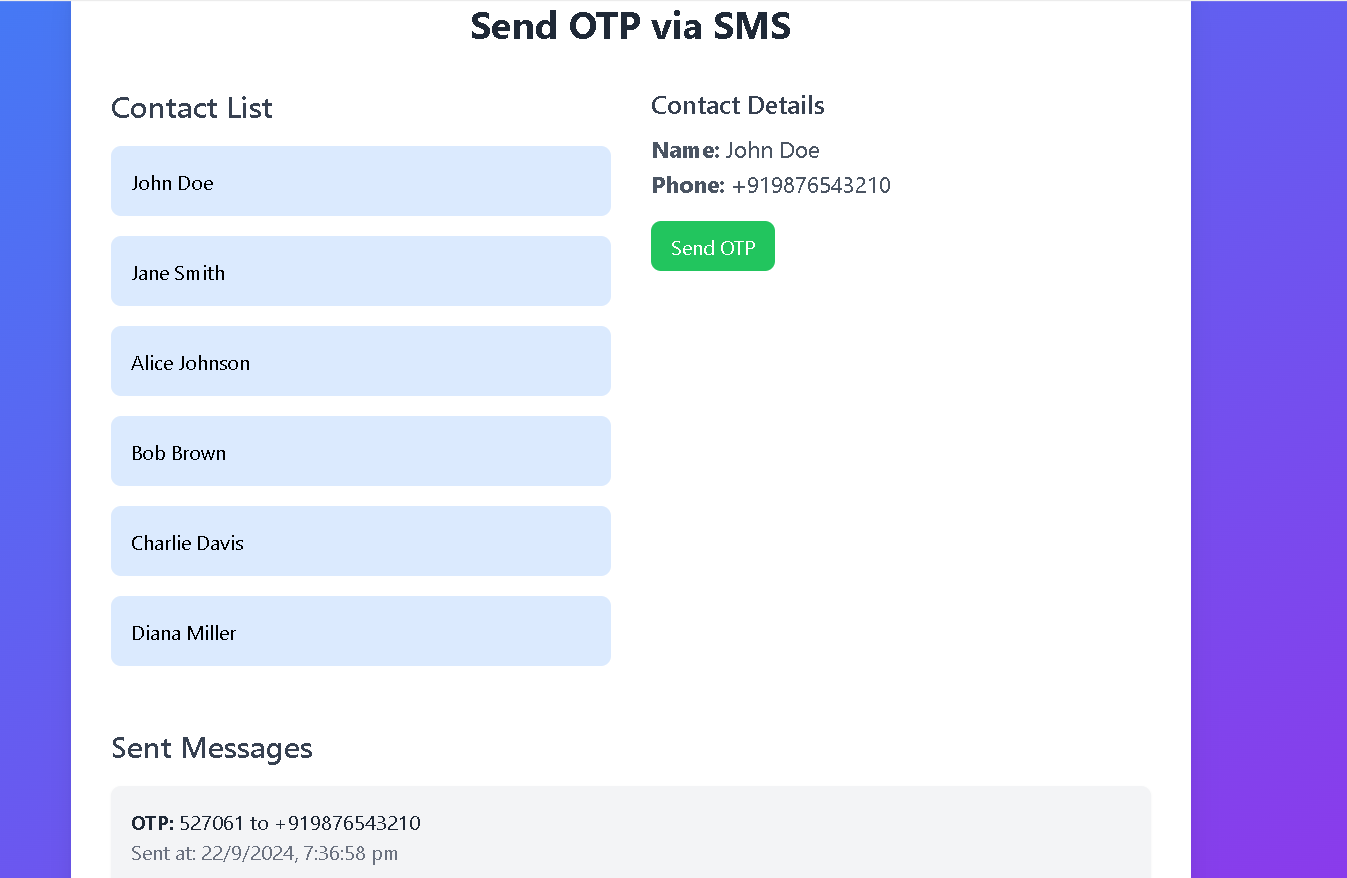 Send OTP via SMS
Contact List
John Doe
Jane Smith
Alice Johnson
Bob Brown
Charlie Davis
Diana Miller
Contact Details
Name: John Doe
Phone: +919876543210
Send OTP
Sent Messages
OTP: 527061 to +919876543210
Sent at: 22/9/2024, 7:36:58 pm